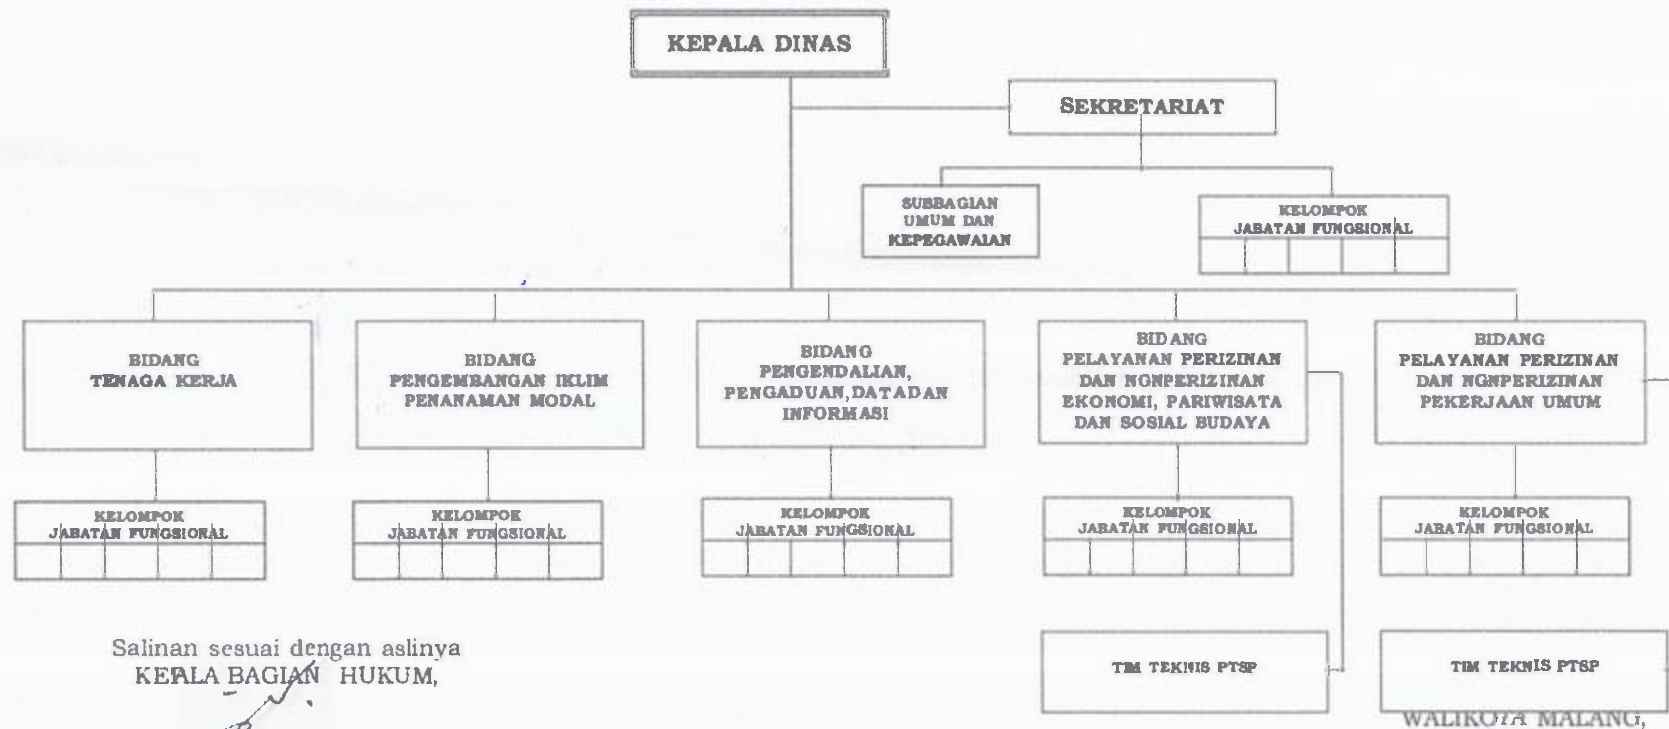 KEPALA DINAS
SEKRETARIAT
SUBBAGIAN
UMUM DAN
KEPEGAWAIAN
KELOMPOK
JABATAN FUNGSIONAL
BIDANG
TENAGA KERJA
BIDANG
PENGEMBANGAN IKLIM
PENANAMAN MODAL
BIDANG
PENGENDALIAN,
PENGADUAN,DATADAN
INFORMASI
BIDANG
PELAYANAN PERIZINAN
DAN NONPERIZINAN
EKONOMI, PARIWISATA
DAN SOSIAL BUDAYA
BIDANG
PELAYANAN PERIZINAN
DAN NONPERIZINAN
PEKERJAAN UMUM
KELOMPOK
JABATAN FUNGSIONAL
KELOMPOK
JABATAN FUNGSIONAL
KELOMPOK
JABATAN FUNGSIONAL
KELOMPOK
JABATAN FUNGSIONAL
KELOMPOK
JABATAN FUNGSIONAL
TIM TEKNIS PTSP
TIM TEKNIS PTSP
Salinan sesuai dengan aslinya
KEPALA BAGIAN HUKUM,
WALIKOTA MALANG,